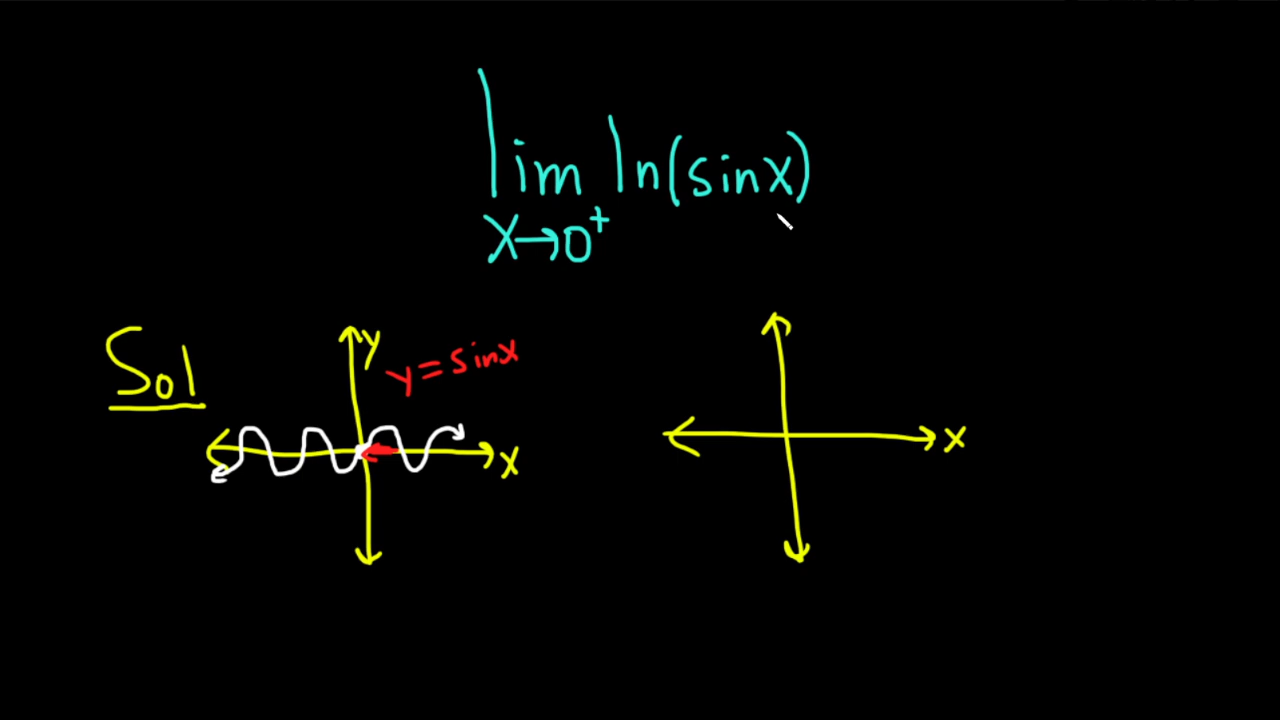 lim ln(sinx)
x→0⁺
Sol
y
y=sinx
x
x